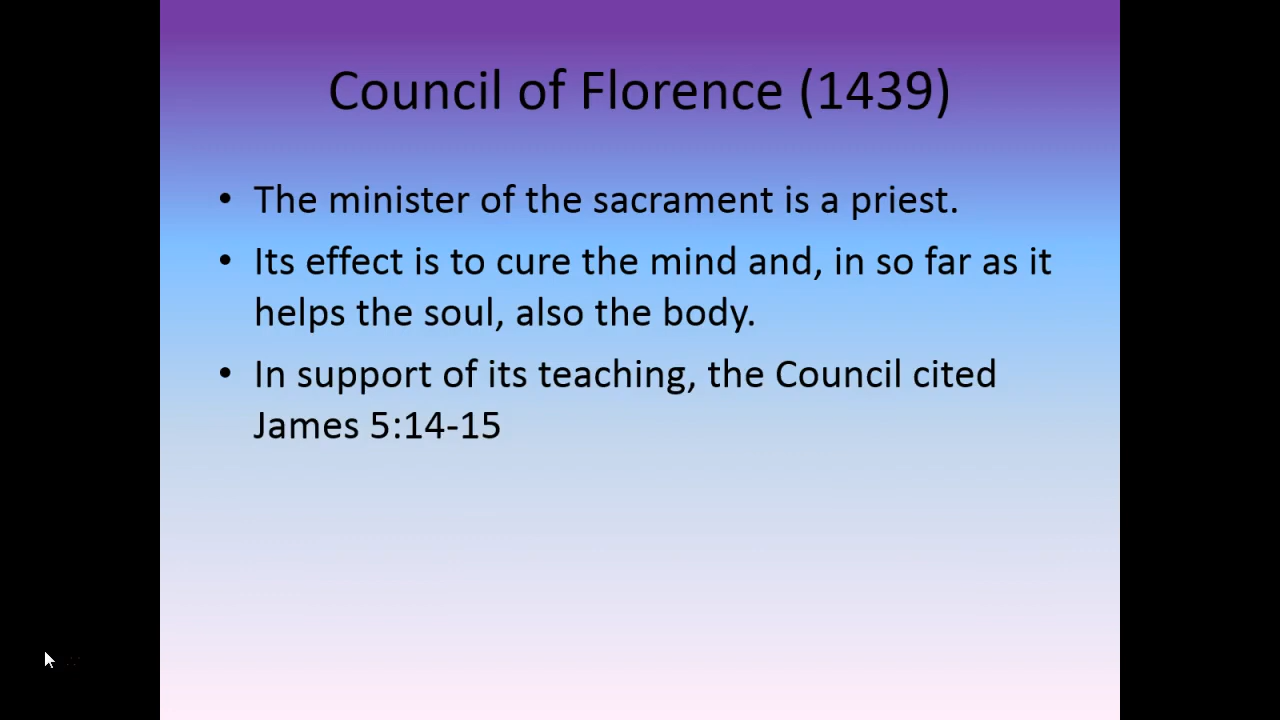 Council of Florence (1439)
• The minister of the sacrament is a priest.
• Its effect is to cure the mind and, in so far as it
helps the soul, also the body.
• In support of its teaching, the Council cited
James 5:14-15